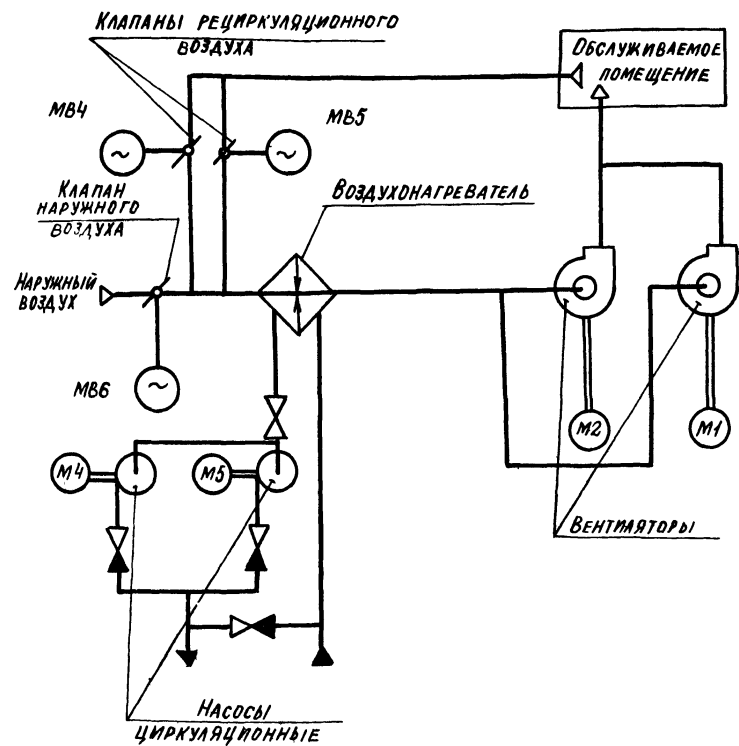 Клапаны рециркуляционного
воздуха
Обслуживаемое
помещение
МВ4
МВ5
Клапан
наружного
воздуха
Воздухонагреватель
Наружный
воздух
~
~
~
МВ6
М2
М1
М4
М5
Вентиляторы
Насосы
циркуляционные